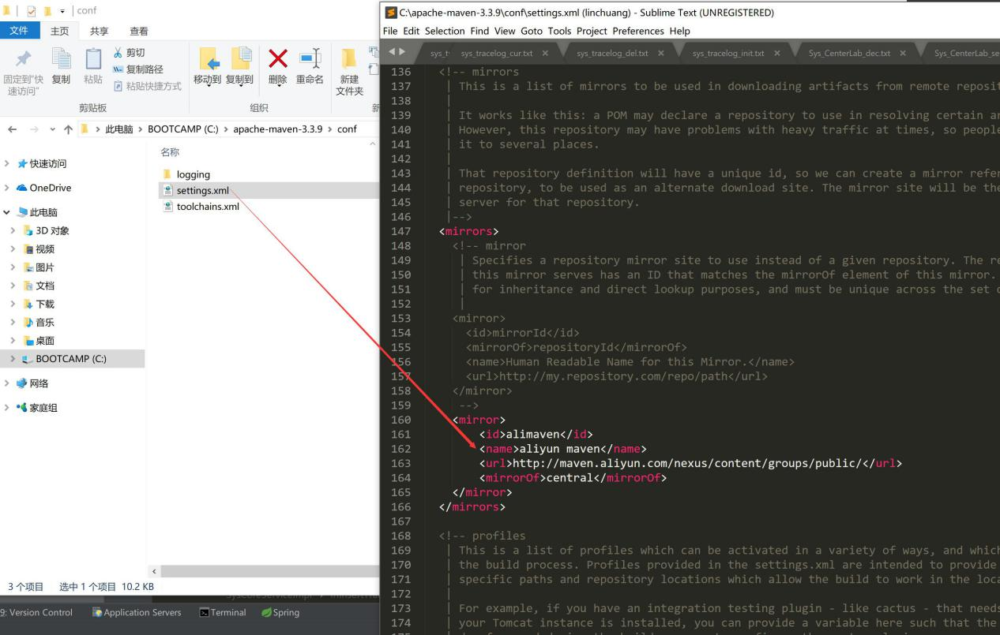 conf
文件 主页 共享 查看
固定到"快速访问"
复制
粘贴
剪切
复制路径
粘贴快捷方式
剪贴板
移动到 复制到 删除 重命名
组织
新建
文件夹
此电脑 BOOTCAMP (C:) apache-maven-3.3.9 conf
快速访问
OneDrive
此电脑
3D 对象
视频
图片
文档
下载
音乐
桌面
BOOTCAMP (C:)
网络
家庭组
名称
logging
settings.xml
toolchains.xml
3 个项目 选中 1 个项目 10.2 KB
9: Version Control Application Servers Terminal Spring
C:\apache-maven-3.3.9\conf\settings.xml (linchuang) - Sublime Text (UNREGISTERED)
File Edit Selection Find View Goto Tools Project Preferences Help
sys_tracelog_cur.txt sys_tracelog_del.txt sys_tracelog_init.txt Sys_CenterLab_dec.txt
136 <!-- mirrors
137 | This is a list of mirrors to be used in downloading artifacts from remote
138 |
139 | It works like this: a POM may declare a repository to use in resolving certain
140 | However, this repository may have problems with heavy traffic at times, so
141 | it to several places.
142 |
143 | That repository definition will have a unique id, so we can create a mirror
144 | repository, to be used as an alternate download site. The mirror site will be
145 | server for that repository.
146 |-->
147 <mirrors>
148 <!-- mirror
149 | Specifies a repository mirror site to use instead of a given repository. The
150 | this mirror serves has an ID that matches the mirrorOf element of this mirror.
151 | for inheritance and direct lookup purposes, and must be unique across the set
152 |
153 <mirror>
154 <id>mirrorId</id>
155 <mirrorOf>repositoryId</mirrorOf>
156 <name>Human Readable Name for this Mirror.</name>
157 <url>http://my.repository.com/repo/path</url>
158 </mirror>
159 -->
160 <mirror>
161 <id>alimaven</id>
162 <name>aliyun maven</name>
163 <url>http://maven.aliyun.com/nexus/content/groups/public/</url>
164 <mirrorOf>central</mirrorOf>
165 </mirror>
166 </mirrors>
167
168 <!-- profiles
169 | This is a list of profiles which can be activated in a variety of ways, and
170 | the build process. Profiles provided in the settings.xml are intended to provide
171 | specific paths and repository locations which allow the build to work in the
172 |
173 | For example, if you have an integration testing plugin - like cactus - that
174 | your Tomcat instance is installed, you can provide a variable here such that the